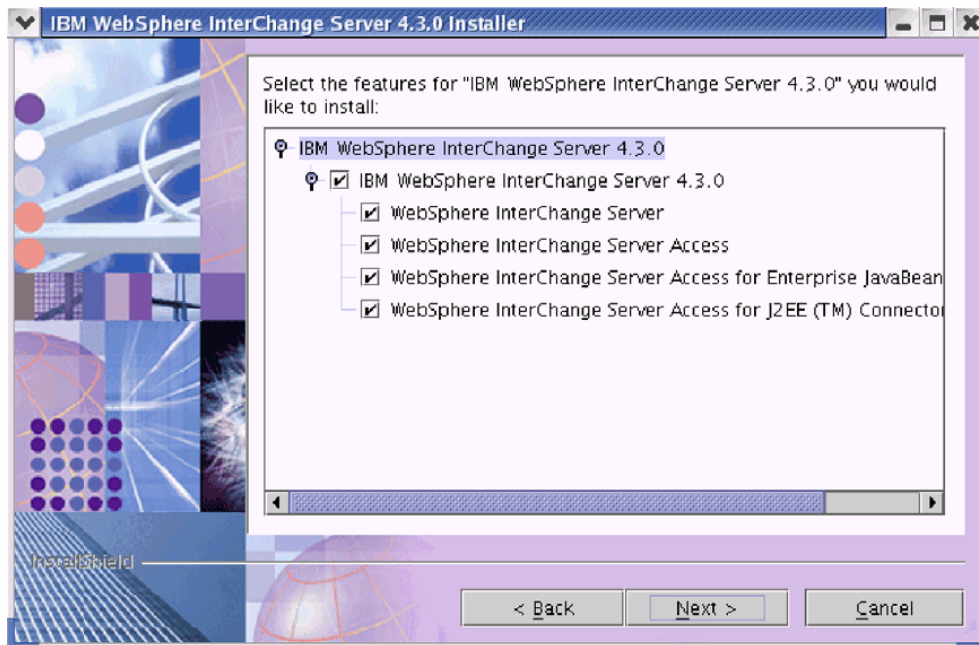 IBM WebSphere InterChange Server 4.3.0 Installer
Select the features for "IBM WebSphere InterChange Server 4.3.0" you would
like to install:
IBM WebSphere InterChange Server 4.3.0
IBM WebSphere InterChange Server 4.3.0
WebSphere InterChange Server
WebSphere InterChange Server Access
WebSphere InterChange Server Access for Enterprise JavaBean
WebSphere InterChange Server Access for J2EE (TM) Connector
InstallShield
< Back
Next >
Cancel